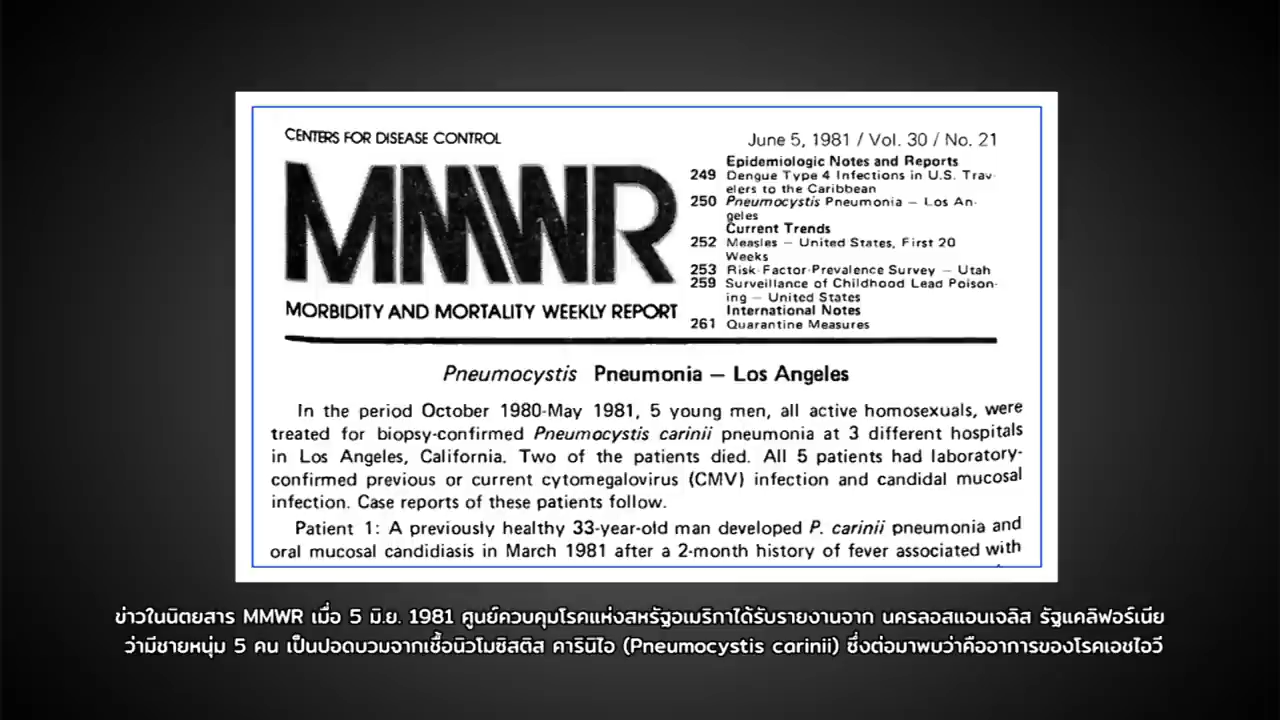 CENTERS FOR DISEASE CONTROL
June 5, 1981 / Vol. 30 / No. 21
MMWR
MORBIDITY AND MORTALITY WEEKLY REPORT
Epidemiologic Notes and Reports
249 Dengue Type 4 Infections in U.S. Trav-
elers to the Caribbean
250 Pneumocystis Pneumonia – Los An-
geles
Current Trends
252 Measles – United States, First 20
Weeks
253 Risk-Factor-Prevalence Survey – Utah
259 Surveillance of Childhood Lead Poison-
ing – United States
International Notes
261 Quarantine Measures
Pneumocystis Pneumonia – Los Angeles
In the period October 1980-May 1981, 5 young men, all active homosexuals, were
treated for biopsy-confirmed Pneumocystis carinii pneumonia at 3 different hospitals
in Los Angeles, California. Two of the patients died. All 5 patients had laboratory-
confirmed previous or current cytomegalovirus (CMV) infection and candidal mucosal
infection. Case reports of these patients follow.
Patient 1: A previously healthy 33-year-old man developed P. carinii pneumonia and
oral mucosal candidiasis in March 1981 after a 2-month history of fever associated with
ข่าวในนิตยสาร MMWR เมื่อ 5 มิ.ย. 1981 ศูนย์ควบคุมโรคแห่งสหรัฐอเมริกาได้รับรายงานจาก นครลอสแอนเจลิส รัฐแคลิฟอร์เนีย
ว่ามีชายหนุ่ม 5 คน เป็นปอดบวมจากเชื้อนิวโมซิสติส คารินิไอ (Pneumocystis carinii) ซึ่งต่อมาพบว่าคืออาการของโรคเอชไอวี